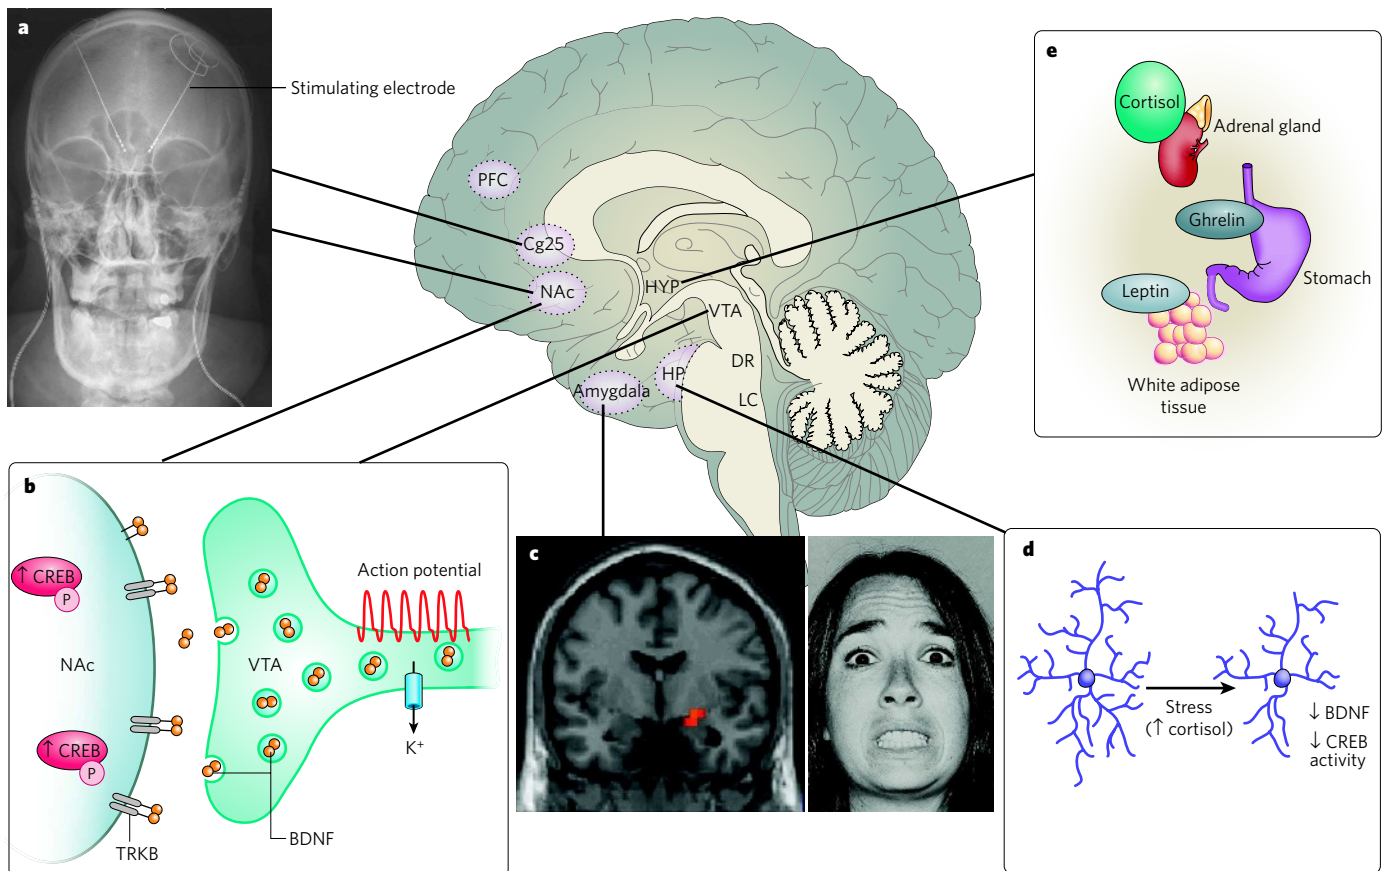 a
Stimulating electrode
PFC
Cg25
NAc
HYP
VTA
DR
LC
HP
Amygdala
e
Cortisol
Adrenal gland
Ghrelin
Stomach
Leptin
White adipose
tissue
b
↑ CREB
P
NAc
↑ CREB
P
TRKB
VTA
BDNF
Action potential
K⁺
c
d
Stress
(↑ cortisol)
↓ BDNF
↓ CREB
activity